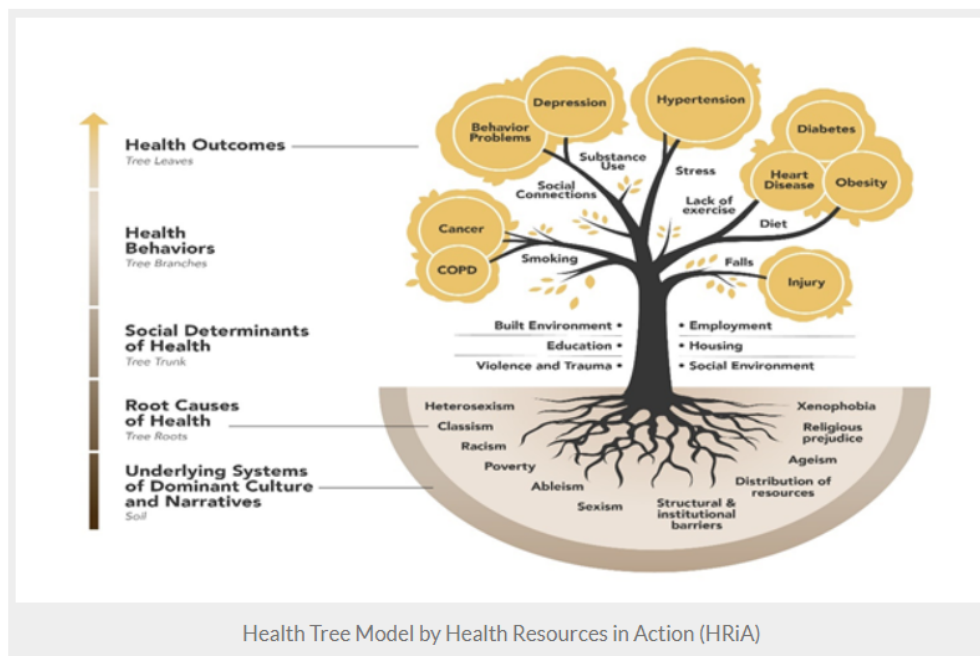 Health Outcomes
Tree Leaves
Health
Behaviors
Tree Branches
Social Determinants
of Health
Tree Trunk
Root Causes
of Health
Tree Roots
Underlying Systems
of Dominant Culture
and Narratives
Soil
Behavior
Problems
Depression
Hypertension
Diabetes
Heart
Disease
Obesity
Cancer
COPD
Injury
Substance
Use
Social
Connections
Stress
Lack of
exercise
Diet
Smoking
Falls
Built Environment •
Education •
Violence and Trauma •
• Employment
• Housing
• Social Environment
Heterosexism
Classism
Racism
Poverty
Ableism
Sexism
Structural &
institutional
barriers
Distribution of
resources
Ageism
Religious
prejudice
Xenophobia
Health Tree Model by Health Resources in Action (HRiA)